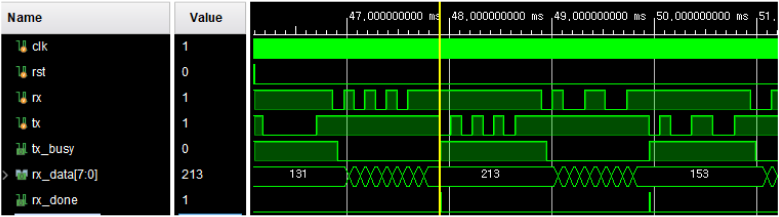 Name Value 47,000000000 ms 48,000000000 ms 49,000000000 ms 50,000000000 ms 51.
clk 1
rst 0
rx 1
tx 1
tx_busy 0
rx_data[7:0] 213 131 213 153
rx_done 1